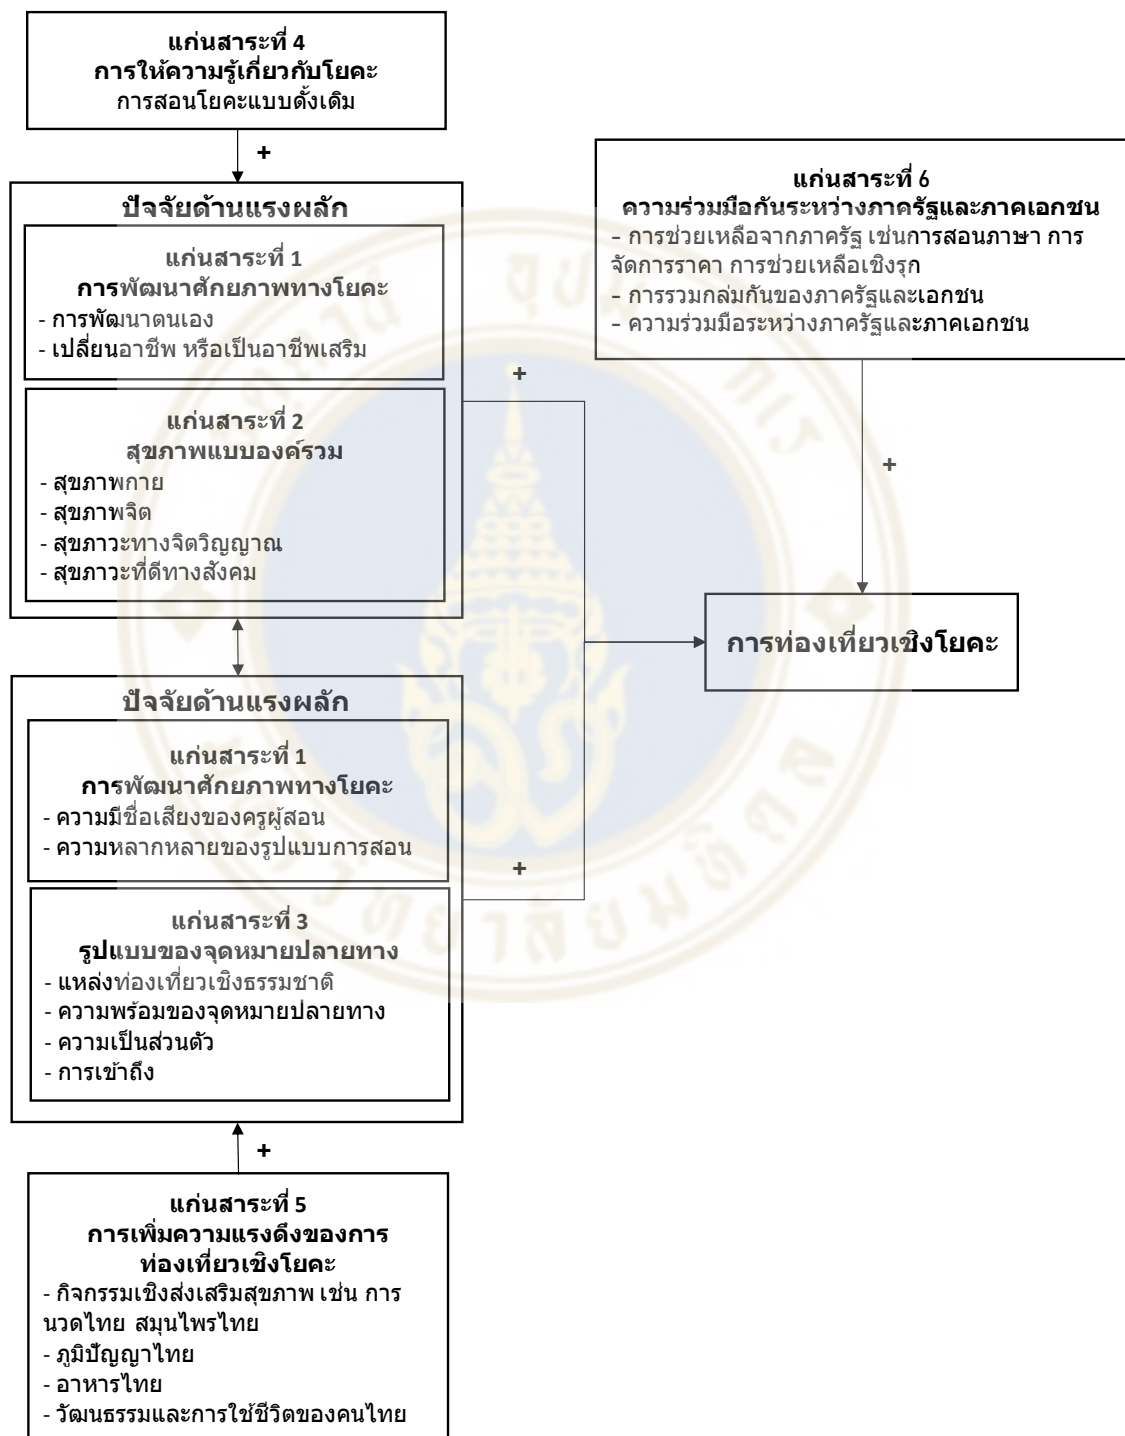 แก่นสาระที่ 4
การให้ความรู้เกี่ยวกับโยคะ
การสอนโยคะแบบดั้งเดิม
+
ปัจจัยด้านแรงผลัก
แก่นสาระที่ 1
การพัฒนาศักยภาพทางโยคะ
- การพัฒนาตนเอง
- เปลี่ยนอาชีพ หรือเป็นอาชีพเสริม
แก่นสาระที่ 2
สุขภาพแบบองค์รวม
- สุขภาพกาย
- สุขภาพจิต
- สุขภาวะทางจิตวิญญาณ
- สุขภาวะที่ดีทางสังคม
+
แก่นสาระที่ 6
ความร่วมมือกันระหว่างภาครัฐและภาคเอกชน
- การช่วยเหลือจากภาครัฐ เช่นการสอนภาษา การ
จัดการราคา การช่วยเหลือเชิงรุก
- การรวมกลุ่มกันของภาครัฐและเอกชน
- ความร่วมมือระหว่างภาครัฐและภาคเอกชน
+
การท่องเที่ยวเชิงโยคะ
ปัจจัยด้านแรงผลัก
แก่นสาระที่ 1
การพัฒนาศักยภาพทางโยคะ
- ความมีชื่อเสียงของครูผู้สอน
- ความหลากหลายของรูปแบบการสอน
+
แก่นสาระที่ 3
รูปแบบของจุดหมายปลายทาง
- แหล่งท่องเที่ยวเชิงธรรมชาติ
- ความพร้อมของจุดหมายปลายทาง
- ความเป็นส่วนตัว
- การเข้าถึง
+
แก่นสาระที่ 5
การเพิ่มความแรงดึงของการ
ท่องเที่ยวเชิงโยคะ
- กิจกรรมเชิงส่งเสริมสุขภาพ เช่น การ
นวดไทย สมุนไพรไทย
- ภูมิปัญญาไทย
- อาหารไทย
- วัฒนธรรมและการใช้ชีวิตของคนไทย